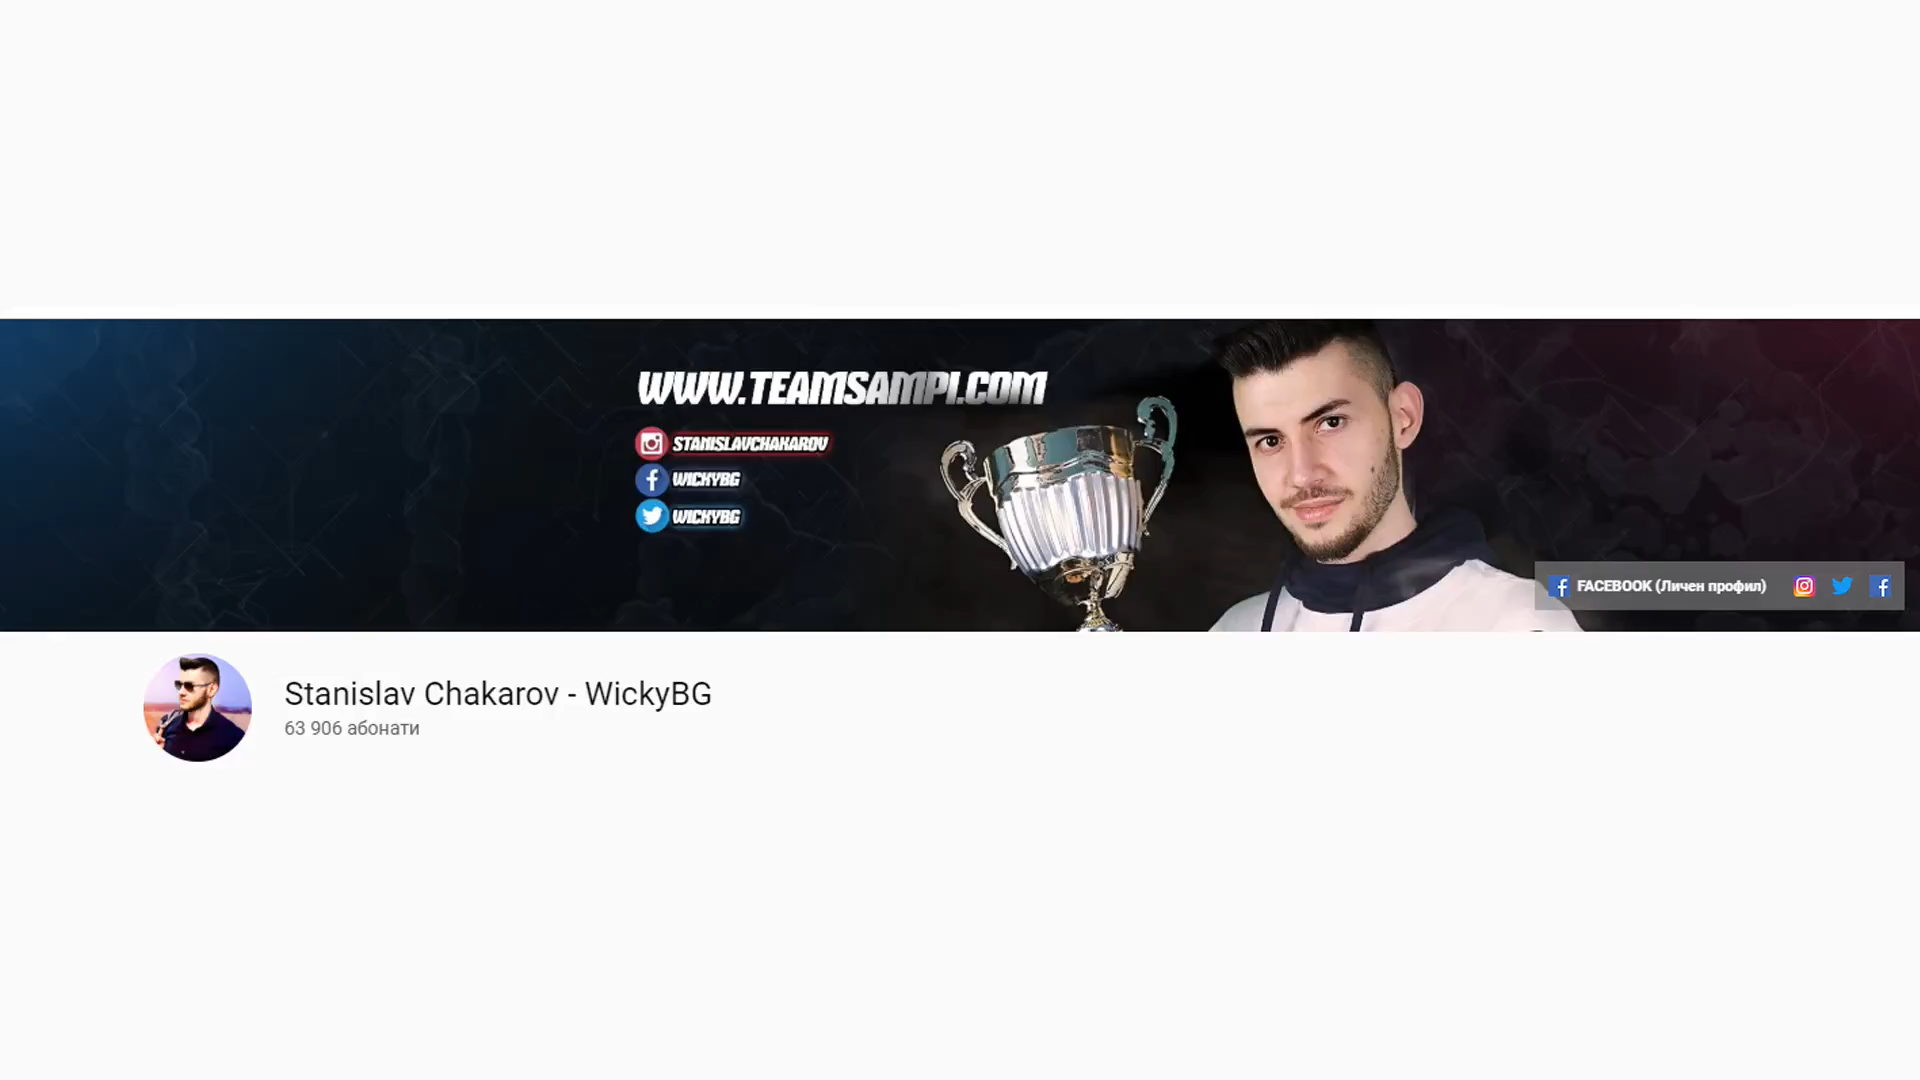 WWW.TEAMSAMPI.COM
STANISLAVCHAKAROV
WICKYBG
WICKYBG
FACEBOOK (Личен профил)
Stanislav Chakarov - WickyBG
63 906 абонати